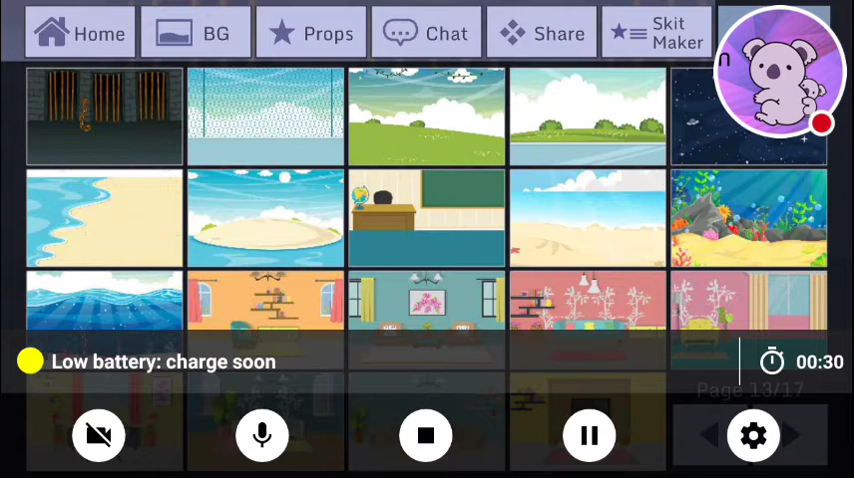 Home
BG
Props
Chat
Share
Skit
Maker
n
Low battery: charge soon
00:30
Page 13/17